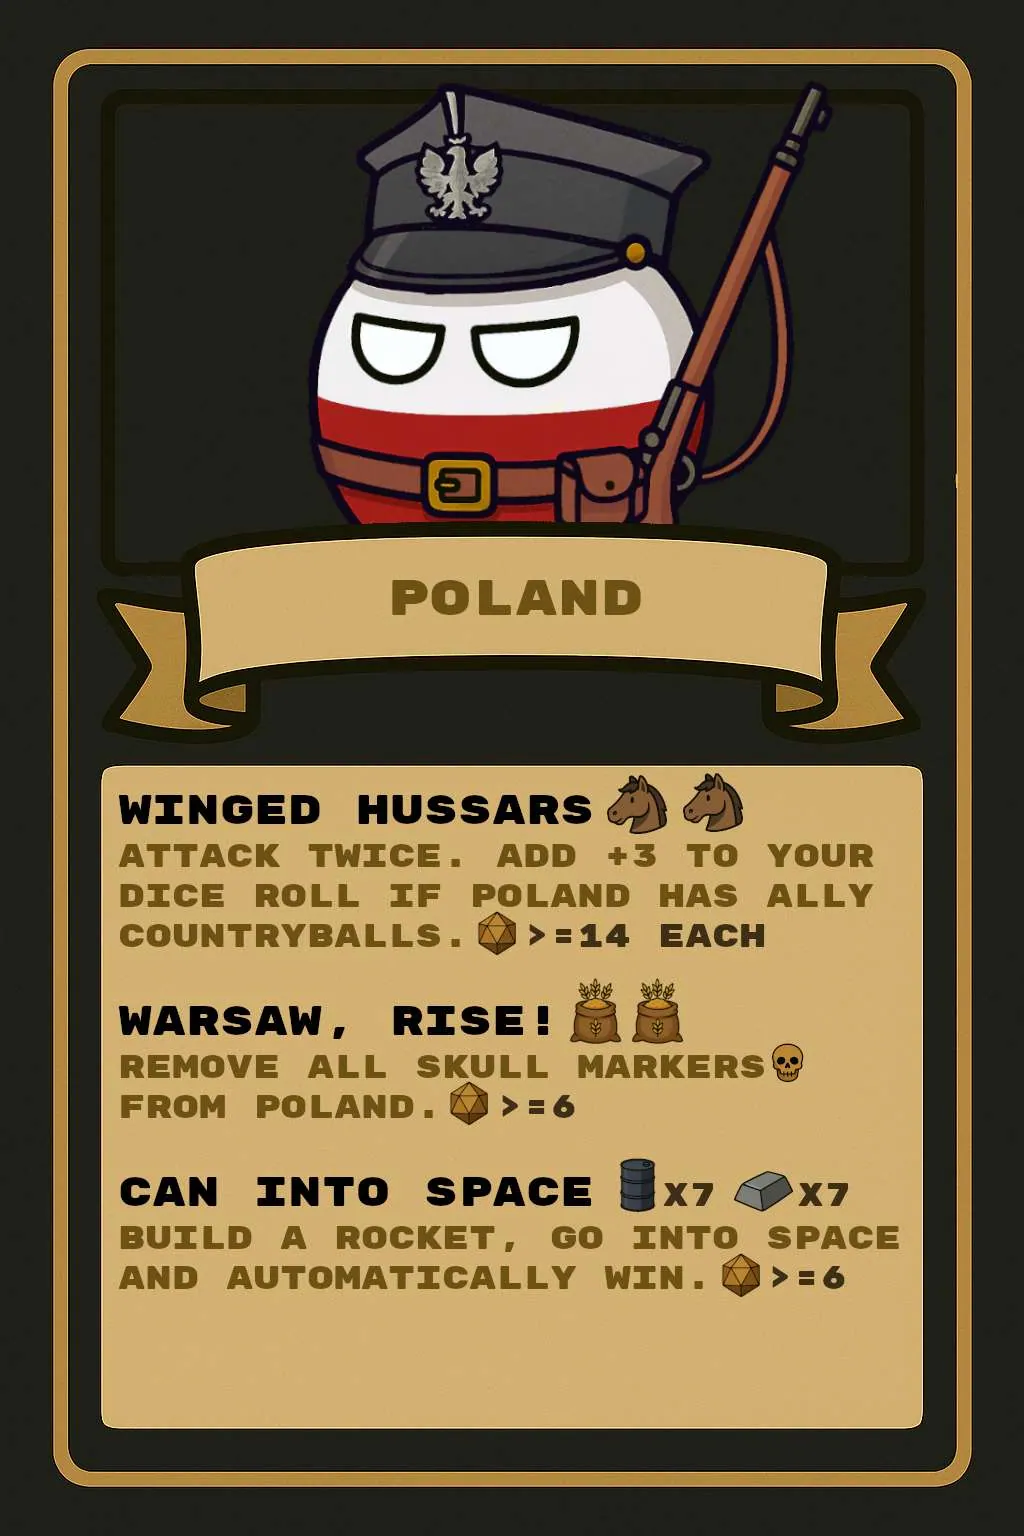 POLAND
WINGED HUSSARS
ATTACK TWICE. ADD +3 TO YOUR
DICE ROLL IF POLAND HAS ALLY
COUNTRYBALLS. >=14 EACH
WARSAW, RISE!
REMOVE ALL SKULL MARKERS
FROM POLAND. >=6
CAN INTO SPACE X7 X7
BUILD A ROCKET, GO INTO SPACE
AND AUTOMATICALLY WIN. >=6